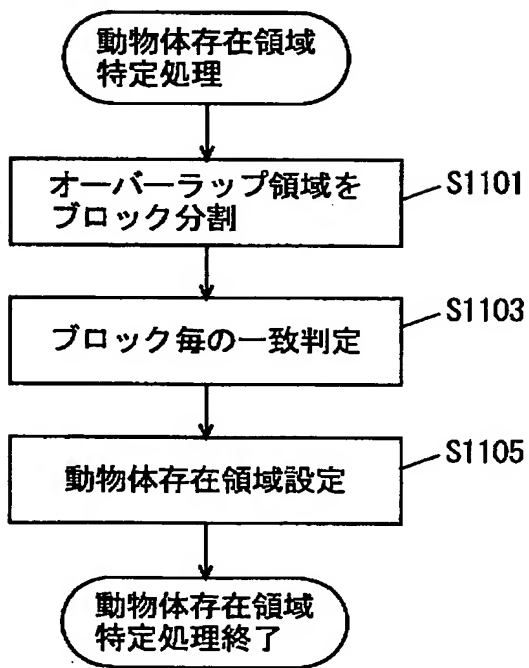 動物体存在領域
特定処理
オーバーラップ領域を
ブロック分割
S1101
ブロック毎の一致判定
S1103
動物体存在領域設定
S1105
動物体存在領域
特定処理終了